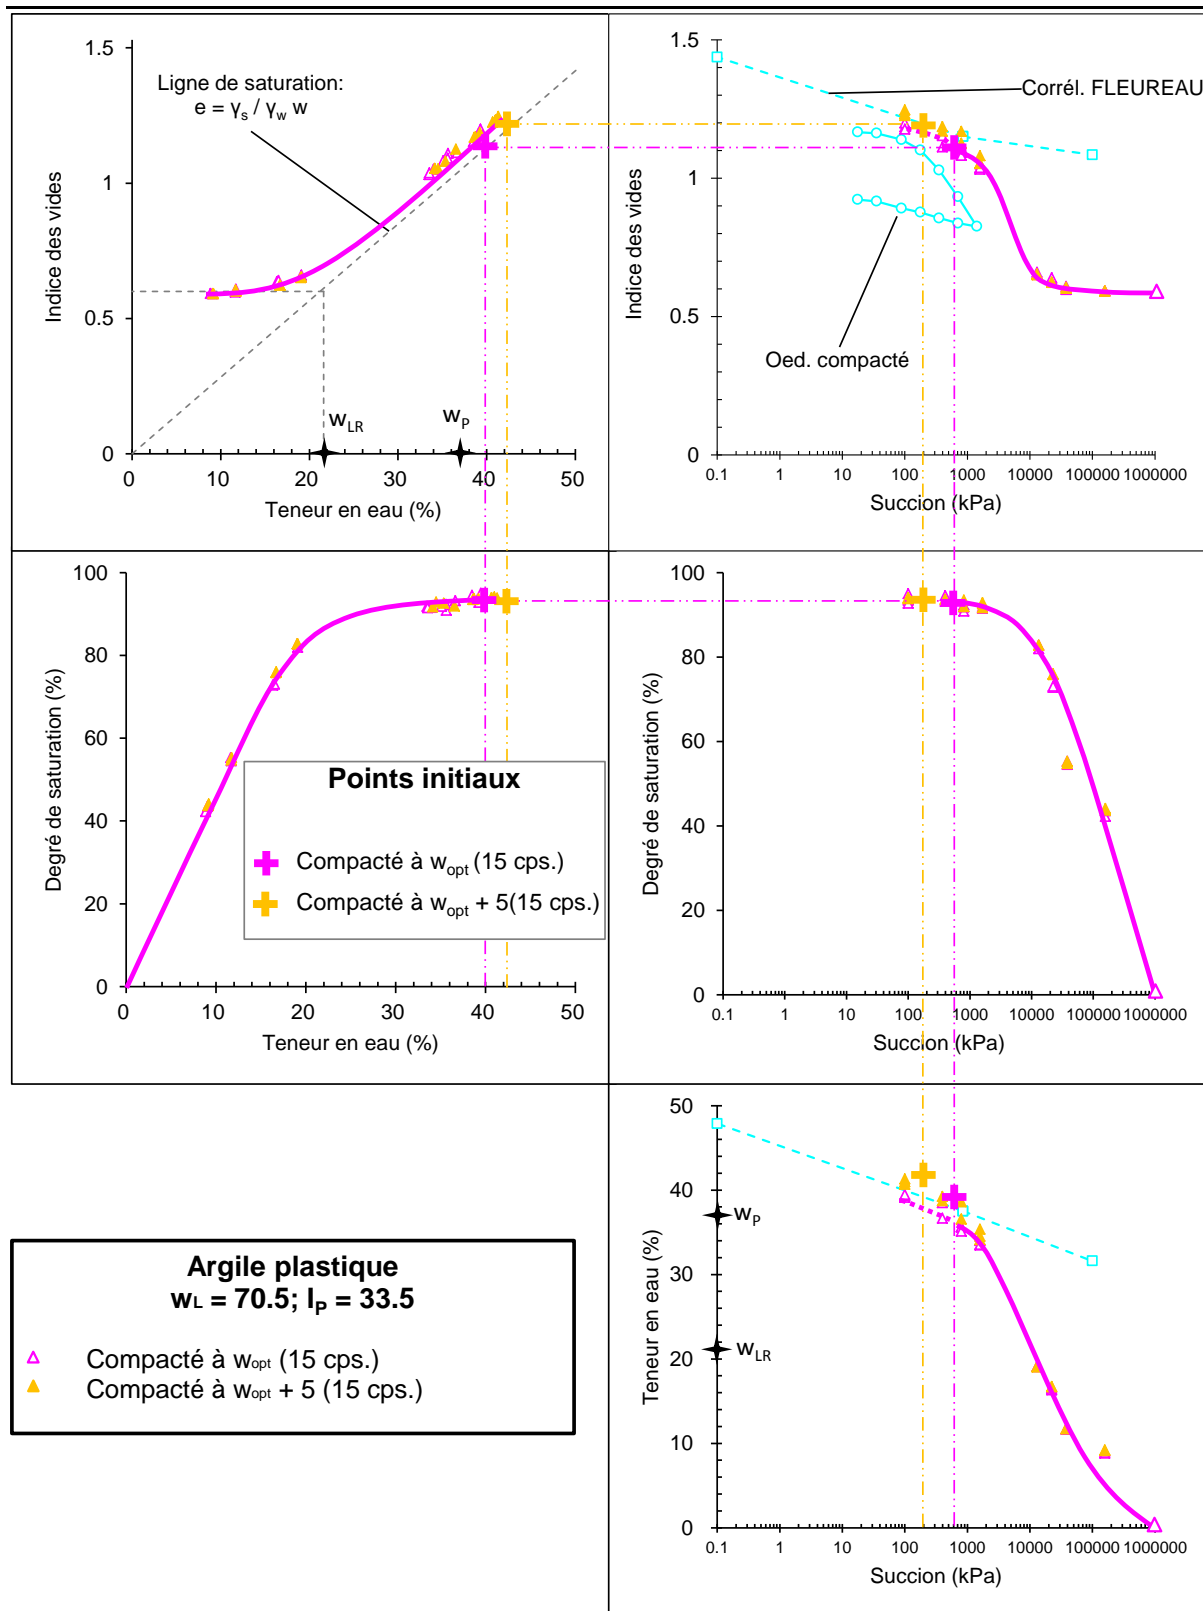 Ligne de saturation:
e = γs / γw w
1.5
1
0.5
0
Indice des vides
wLR
wP
0 10 20 30 40 50
Teneur en eau (%)
1.5
1
0.5
0
Indice des vides
Corrél. FLEUREAU
Oed. compacté
0.1 1 10 100 1000 10000 100000 1000000
Succion (kPa)
100
80
60
40
20
0
Degré de saturation (%)
Points initiaux
Compacté à wopt (15 cps.)
Compacté à wopt + 5(15 cps.)
0 10 20 30 40 50
Teneur en eau (%)
100
80
60
40
20
0
Degré de saturation (%)
0.1 1 10 100 1000 10000 100000 1000000
Succion (kPa)
50
40
30
20
10
0
Teneur en eau (%)
wP
wLR
0.1 1 10 100 1000 10000 100000 1000000
Succion (kPa)
Argile plastique
wL = 70.5; IP = 33.5
Compacté à wopt (15 cps.)
Compacté à wopt + 5 (15 cps.)